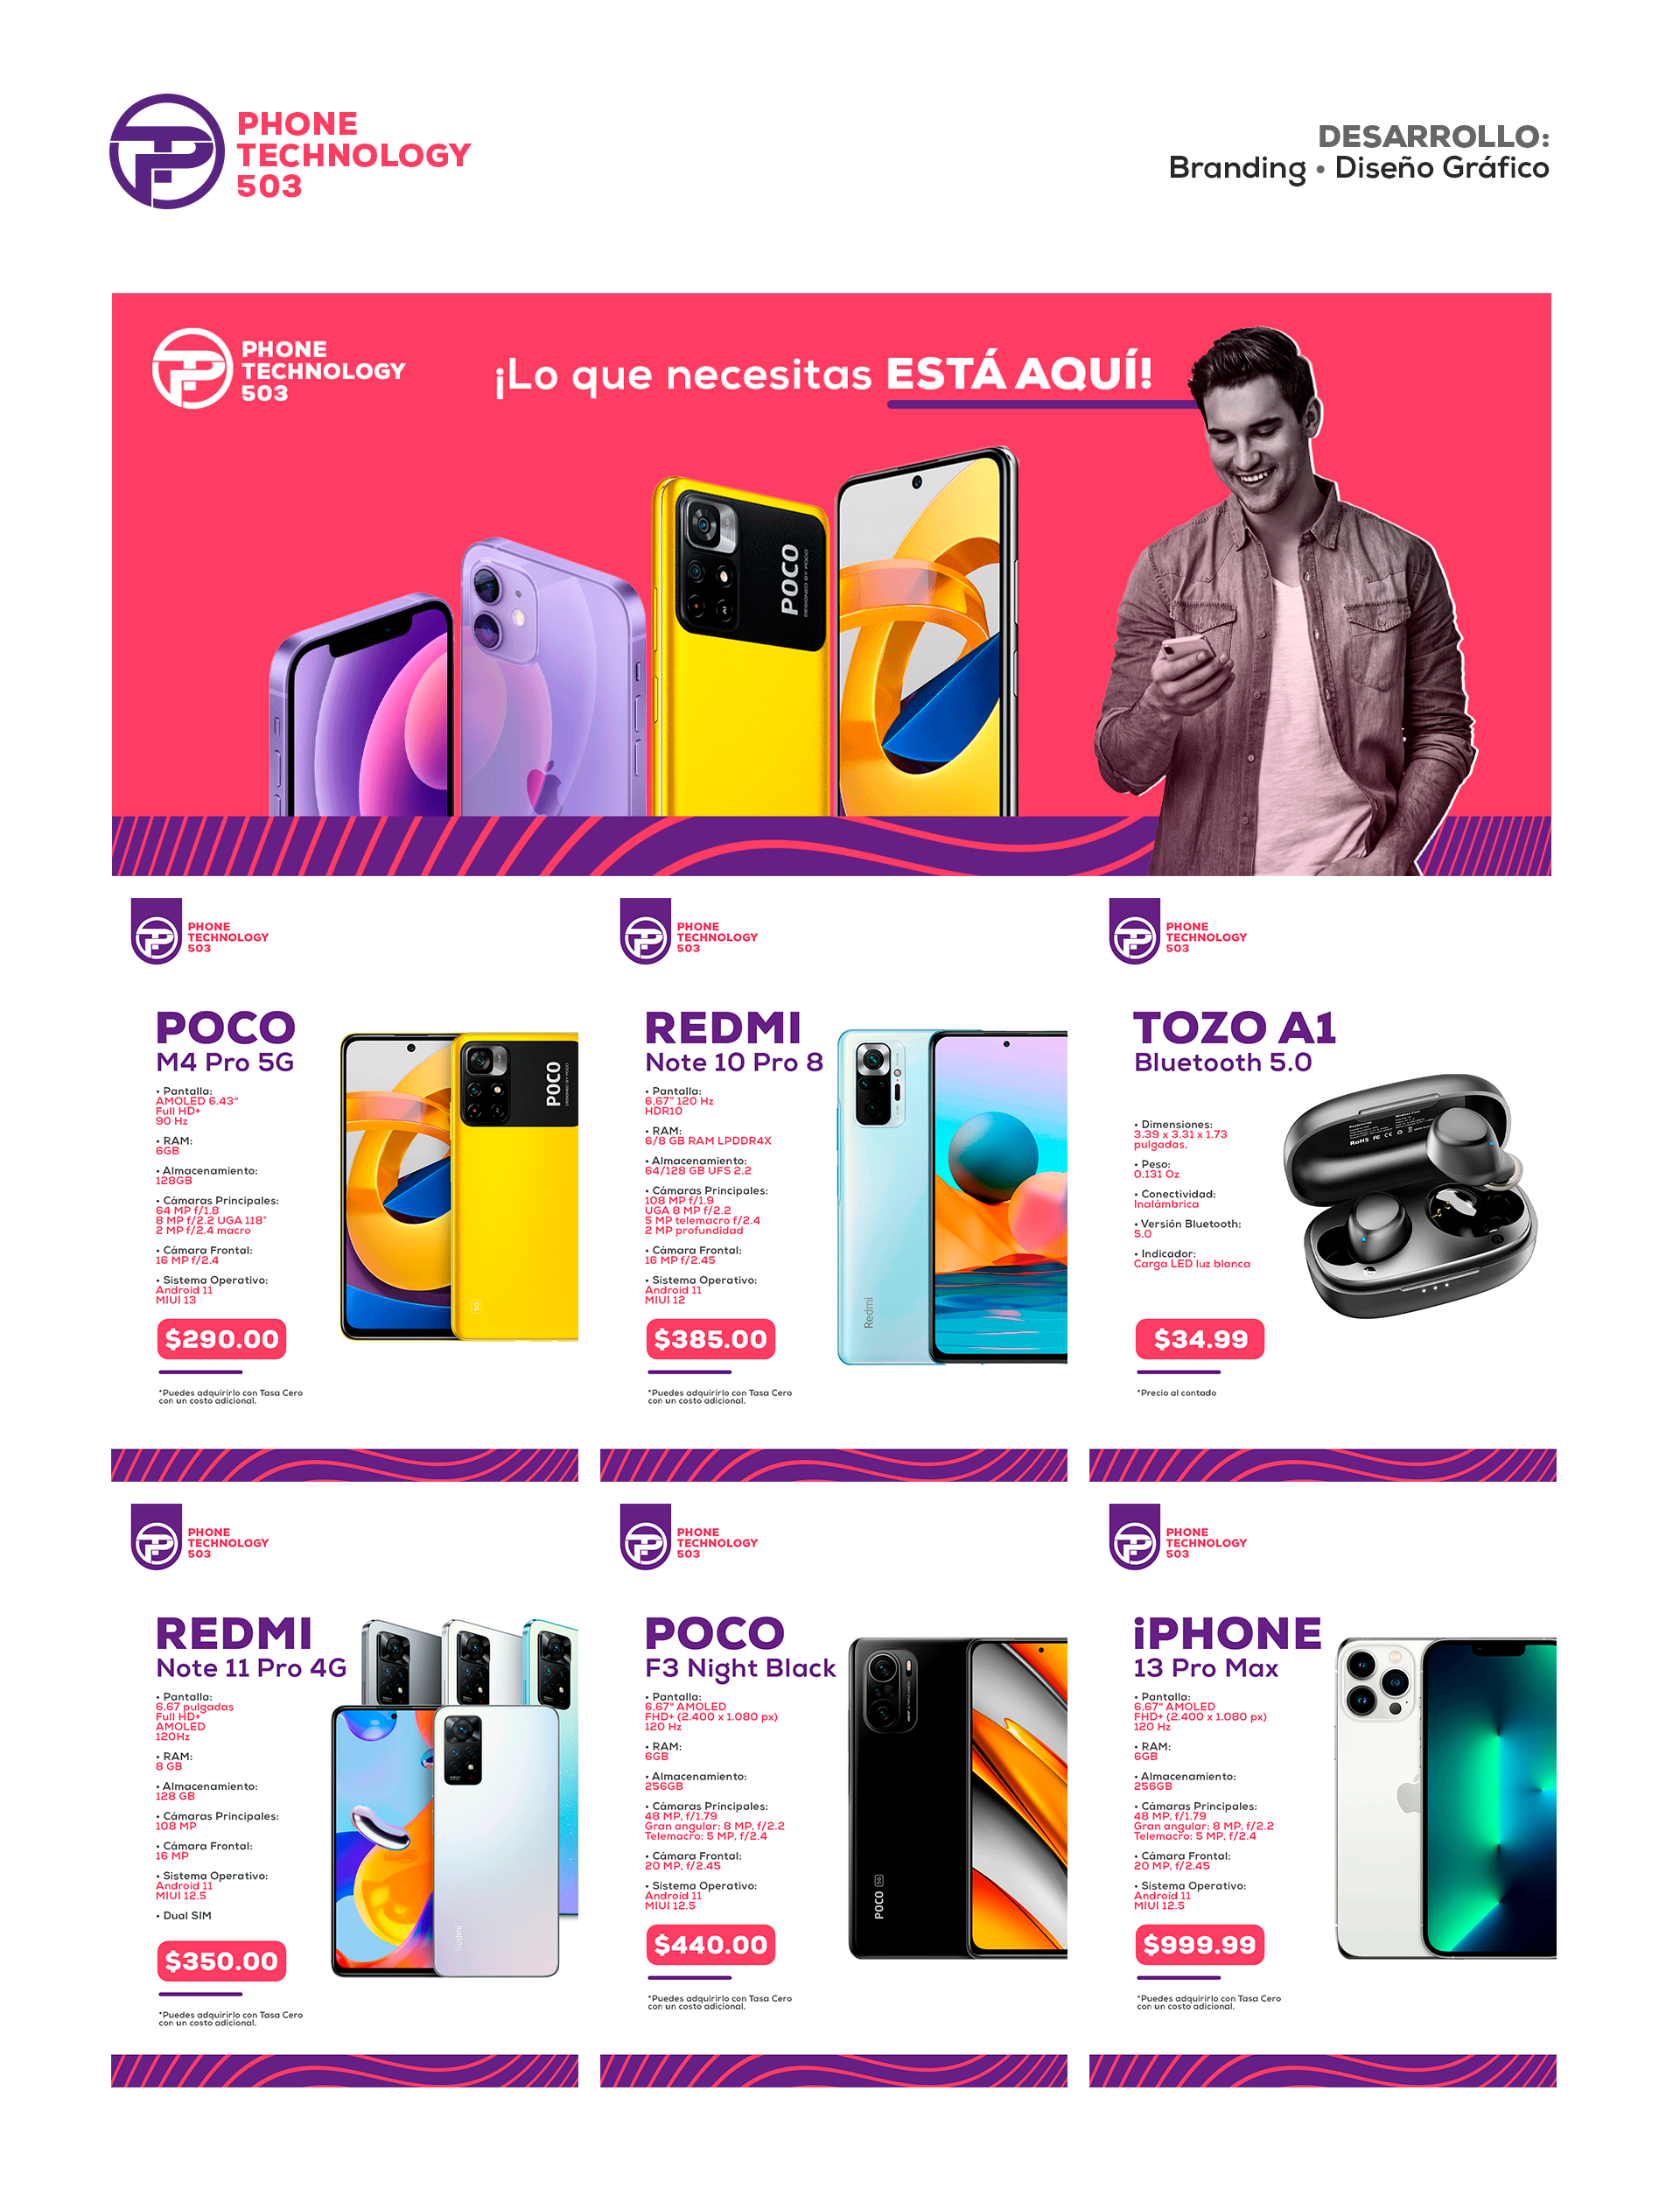 PHONE
TECHNOLOGY
503
DESARROLLO:
Branding • Diseño Gráfico
PHONE
TECHNOLOGY
503
¡Lo que necesitas ESTÁ AQUÍ!
POCO
DESIGNED BY POCO
AI
PHONE
TECHNOLOGY
503
POCO
M4 Pro 5G
• Pantalla:
AMOLED 6.43"
Full HD+
90 Hz
• RAM:
6GB
• Almacenamiento:
128GB
• Cámaras Principales:
64 MP f/1.8
8 MP f/2.2 UGA 118°
2 MP f/2.4 macro
• Cámara Frontal:
16 MP f/2.4
• Sistema Operativo:
Android 11
MIUI 13
$290.00
*Puedes adquirirlo con Tasa Cero
con un costo adicional.
POCO
5G
PHONE
TECHNOLOGY
503
REDMI
Note 10 Pro 8
• Pantalla:
6,67" 120 Hz
HDR10
• RAM:
6/8 GB RAM LPDDR4X
• Almacenamiento:
64/128 GB UFS 2.2
• Cámaras Principales:
108 MP f/1.9
UGA 8 MP f/2.2
5 MP telemacro f/2.4
2 MP profundidad
• Cámara Frontal:
16 MP f/2.45
• Sistema Operativo:
Android 11
MIUI 12
$385.00
*Puedes adquirirlo con Tasa Cero
con un costo adicional.
Redmi
PHONE
TECHNOLOGY
503
TOZO A1
Bluetooth 5.0
• Dimensiones:
3.39 x 3.31 x 1.73
pulgadas,
• Peso:
0.131 Oz
• Conectividad:
Inalámbrica
• Versión Bluetooth:
5.0
• Indicador:
Carga LED luz blanca
$34.99
*Precio al contado
RoHS
PHONE
TECHNOLOGY
503
REDMI
Note 11 Pro 4G
• Pantalla:
6,67 pulgadas
Full HD+
AMOLED
120Hz
• RAM:
8 GB
• Almacenamiento:
128 GB
• Cámaras Principales:
108 MP
• Cámara Frontal:
16 MP
• Sistema Operativo:
Android 11
MIUI 12.5
• Dual SIM
$350.00
*Puedes adquirirlo con Tasa Cero
con un costo adicional.
Redmi
PHONE
TECHNOLOGY
503
POCO
F3 Night Black
• Pantalla:
6,67" AMOLED
FHD+ (2.400 x 1.080 px)
120 Hz
• RAM:
6GB
• Almacenamiento:
256GB
• Cámaras Principales:
48 MP, f/1.79
Gran angular: 8 MP, f/2.2
Telemacro: 5 MP, f/2.4
• Cámara Frontal:
20 MP, f/2.45
• Sistema Operativo:
Android 11
MIUI 12.5
$440.00
*Puedes adquirirlo con Tasa Cero
con un costo adicional.
POCO 5G
PHONE
TECHNOLOGY
503
iPHONE
13 Pro Max
• Pantalla:
6,67" AMOLED
FHD+ (2.400 x 1.080 px)
120 Hz
• RAM:
6GB
• Almacenamiento:
256GB
• Cámaras Principales:
48 MP, f/1.79
Gran angular: 8 MP, f/2.2
Telemacro: 5 MP, f/2.4
• Cámara Frontal:
20 MP, f/2.45
• Sistema Operativo:
Android 11
MIUI 12.5
$999.99
*Puedes adquirirlo con Tasa Cero
con un costo adicional.